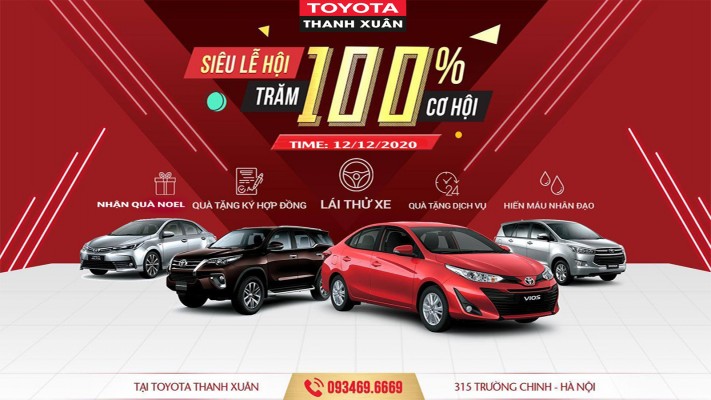 TOYOTA
THANH XUÂN
SIÊU LỄ HỘI
TRĂM 100% CƠ HỘI
TIME: 12/12/2020
NHẬN QUÀ NOEL
QUÀ TẶNG KÝ HỢP ĐỒNG
LÁI THỬ XE
24
QUÀ TẶNG DỊCH VỤ
HIẾN MÁU NHÂN ĐẠO
VIOS
TẠI TOYOTA THANH XUÂN
093469.6669
315 TRƯỜNG CHINH - HÀ NỘI